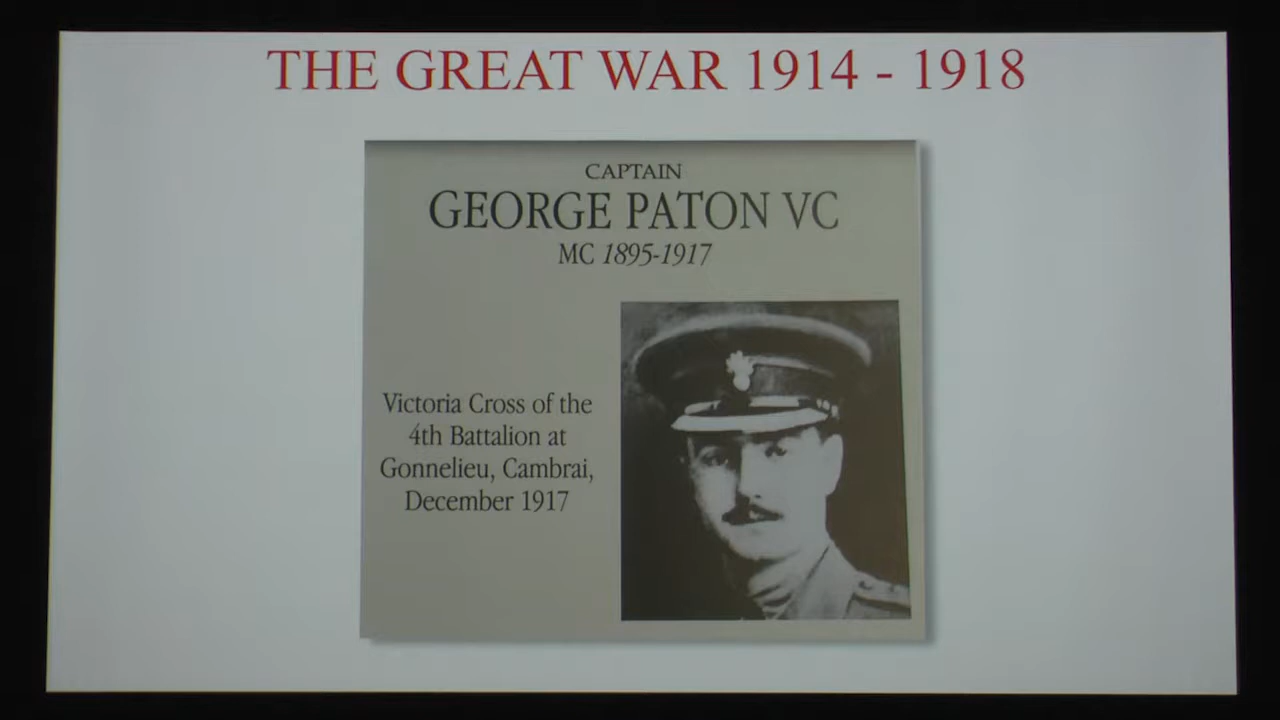 THE GREAT WAR 1914 - 1918
CAPTAIN
GEORGE PATON VC
MC 1895-1917
Victoria Cross of the
4th Battalion at
Gonnelieu, Cambrai,
December 1917